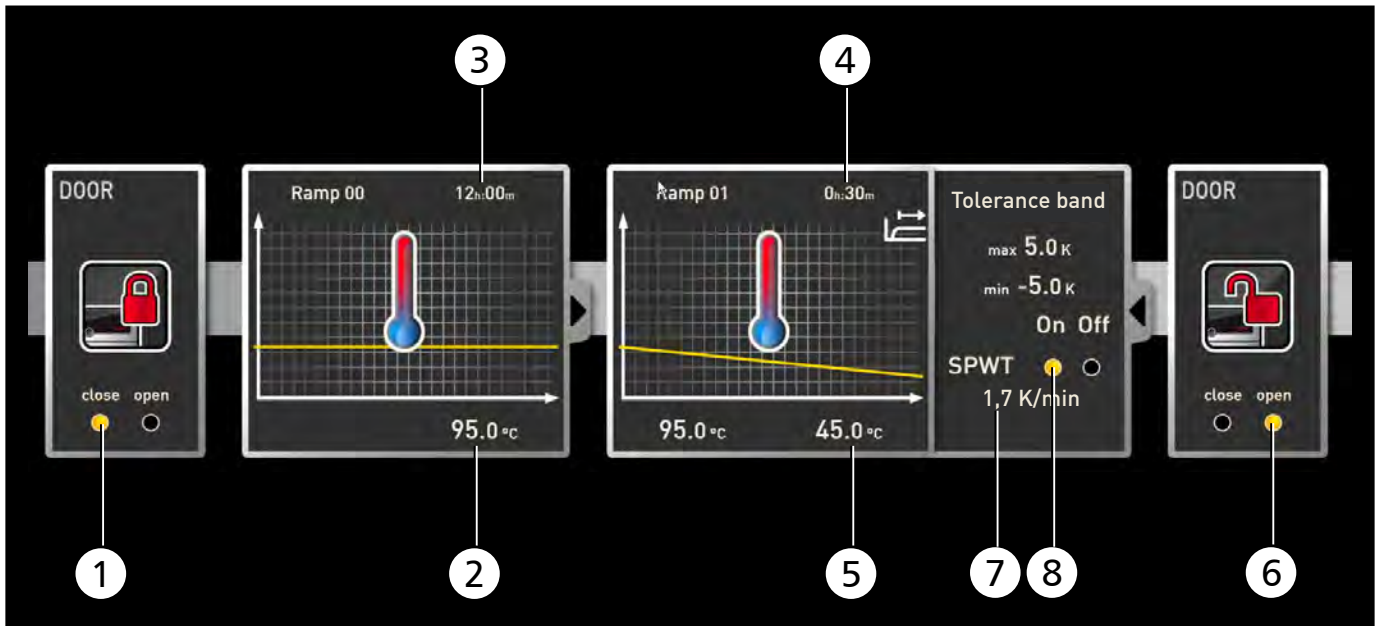 3
4
DOOR
close open
Ramp 00 12h:00m
95.0 °C
Ramp 01 0h:30m
95.0 °C 45.0 °C
Tolerance band
max 5.0 K
min -5.0 K
On Off
SPWT
1,7 K/min
DOOR
close open
1
2
5
7
8
6